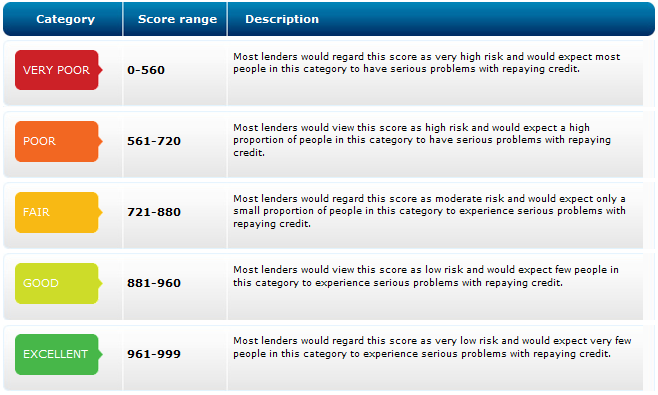 Category Score range Description
VERY POOR 0-560 Most lenders would regard this score as very high risk and would expect most
people in this category to have serious problems with repaying credit.
POOR 561-720 Most lenders would view this score as high risk and would expect a high
proportion of people in this category to have serious problems with repaying
credit.
FAIR 721-880 Most lenders would regard this score as moderate risk and would expect only a
small proportion of people in this category to experience serious problems with
repaying credit.
GOOD 881-960 Most lenders would view this score as low risk and would expect few people in
this category to experience serious problems with repaying credit.
EXCELLENT 961-999 Most lenders would regard this score as very low risk and would expect very few
people in this category to experience serious problems with repaying credit.